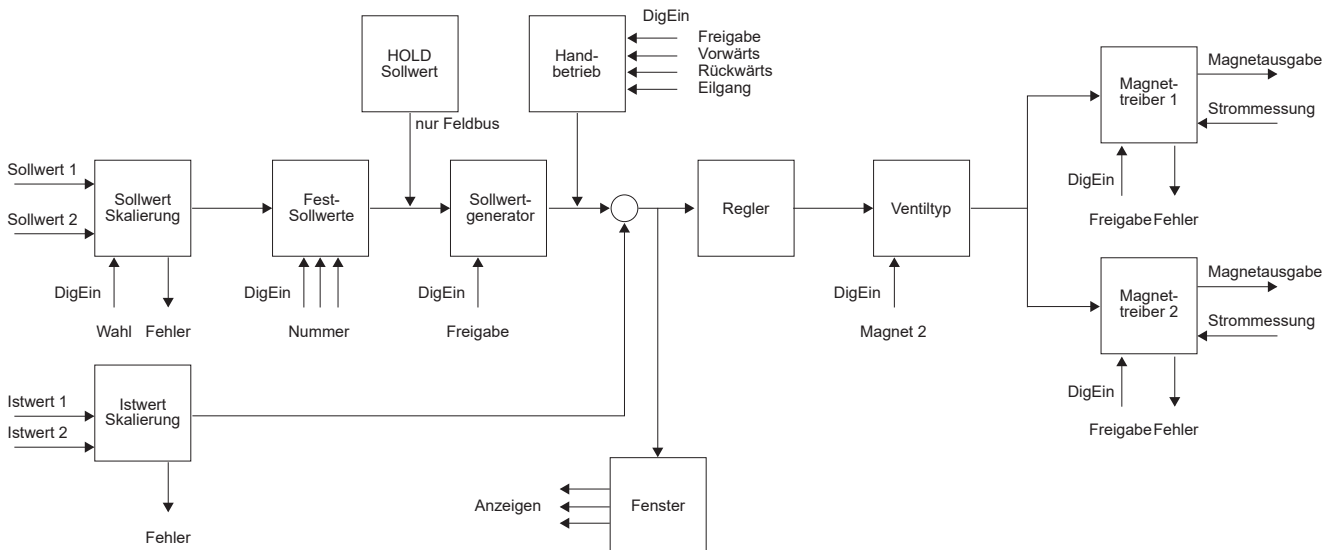 DigEin
HOLD
Sollwert
Hand-
betrieb
Freigabe
Vorwärts
Rückwärts
Eilgang
Magnet-
treiber 1
Magnetausgabe
Strommessung
nur Feldbus
Sollwert 1
Sollwert 2
Sollwert
Skalierung
Fest-
Sollwerte
Sollwert-
generator
Regler
Ventiltyp
DigEin
Freigabe
Fehler
DigEin
Wahl
Fehler
DigEin
Nummer
DigEin
Freigabe
DigEin
Magnet 2
Magnet-
treiber 2
Magnetausgabe
Strommessung
DigEin
Freigabe
Fehler
Istwert 1
Istwert 2
Istwert
Skalierung
Fehler
Anzeigen
Fenster